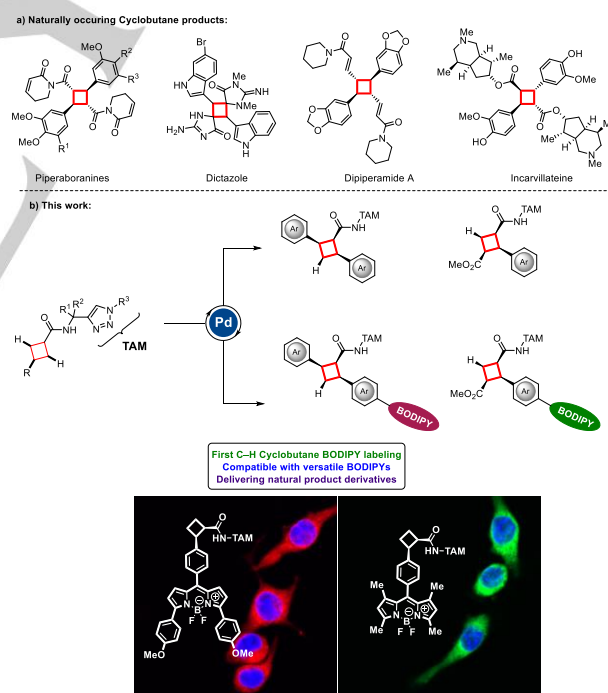 a) Naturally occuring Cyclobutane products:
Br
MeO R² O R³ O N O N O
MeO MeO R¹
HN NMe NH O NMe HN H₂N N O NH
N O O O O O O N
N Me H Me H O O OH OMe MeO OH O O H Me H N Me
Piperaboranines Dictazole Dipiperamide A Incarvillateine
b) This work:
Ar O TAM NH H Ar
O TAM NH H MeO₂C Ar
R¹ R² R³ O N NH N=N H H R
TAM
Pd
Ar O TAM NH H Ar BODIPY
O TAM NH H MeO₂C Ar BODIPY
First C–H Cyclobutane BODIPY labeling
Compatible with versatile BODIPYs
Delivering natural product derivatives
O HN–TAM
N ⊖ B N ⊕ F F
MeO OMe
O HN–TAM
Me Me N ⊖ B N ⊕ Me F F Me